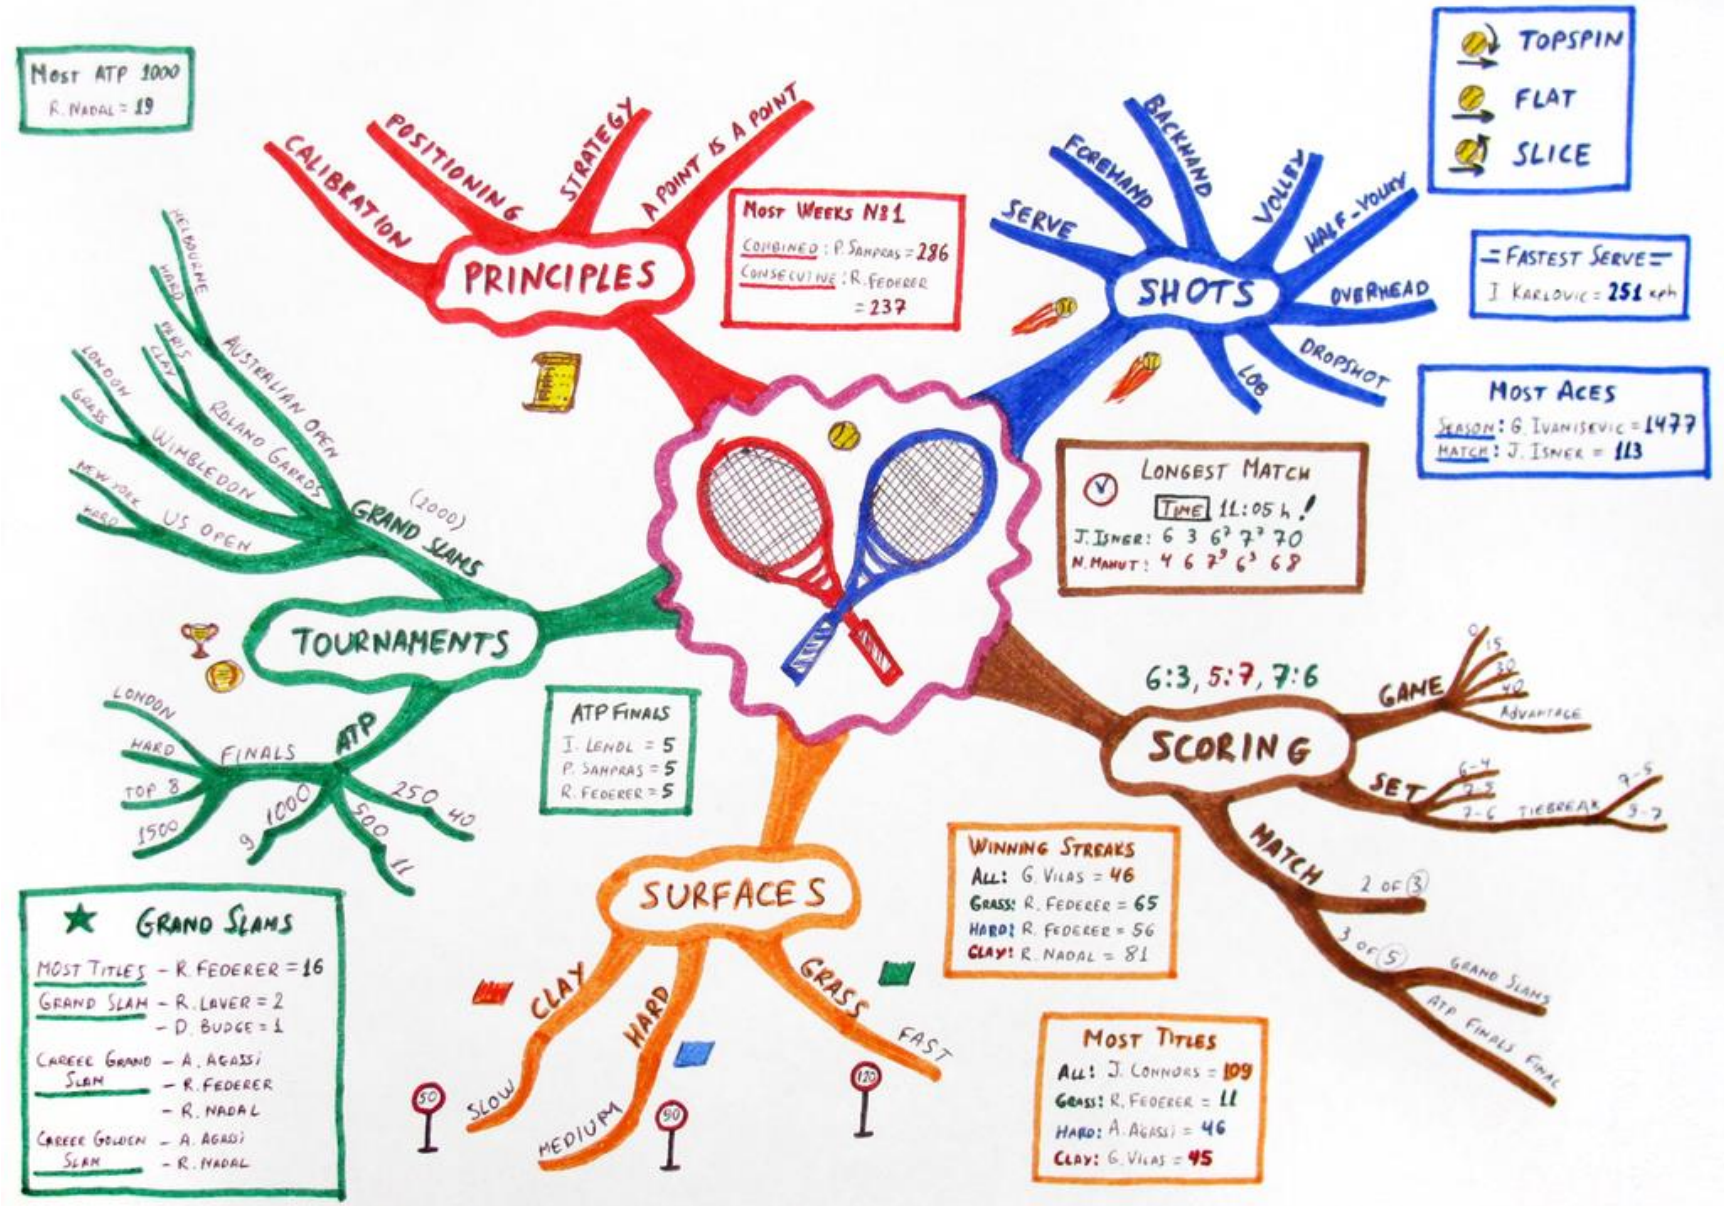 MOST ATP 1000
R. NADAL = 19
CALIBRATION
POSITIONING
STRATEGY
A POINT IS A POINT
PRINCIPLES
MOST WEEKS N81
COMBINED : P. SAMPRAS = 286
CONSECUTIVE : R. FEDERER
= 237
SERVE
FOREHAND
BACKHAND
VOLLEY
HALF-VOLLEY
OVERHEAD
DROPSHOT
LOB
SHOTS
TOPSPIN
FLAT
SLICE
= FASTEST SERVE =
I. KARLOVIC = 251 kph
MOST ACES
SEASON : G. IVANISEVIC = 1477
MATCH : J. ISNER = 113
LONGEST MATCH
TIME 11:05 h !
J. ISNER: 6 3 6⁷ 7⁷ 70
N. MAHUT: 4 6 7⁹ 6³ 68
MELBOURNE
HARD
AUSTRALIAN OPEN
PARIS
CLAY
ROLAND GARROS
LONDON
GRASS
WIMBLEDON
NEW YORK
HARD
US OPEN
(2000)
GRAND SLAMS
TOURNAMENTS
ATP
FINALS
LONDON
HARD
TOP 8
1500
1000
9
500
11
250
40
ATP FINALS
I. LENDL = 5
P. SAMPRAS = 5
R. FEDERER = 5
6:3, 5:7, 7:6
SCORING
GAME
0
15
30
40
ADVANTAGE
SET
6-4
7-5
7-6
TIEBREAK
7-5
9-7
MATCH
2 OF 3
3 OF 5
GRAND SLAMS
ATP FINALS FINAL
GRAND SLAMS
MOST TITLES - R. FEDERER = 16
GRAND SLAM - R. LAVER = 2
- D. BUDGE = 1
CAREER GRAND - A. AGASSI
SLAM - R. FEDERER
- R. NADAL
CAREER GOLDEN - A. AGASSI
SLAM - R. NADAL
SURFACES
CLAY
SLOW
50
HARD
MEDIUM
90
GRASS
FAST
120
WINNING STREAKS
ALL: G. VILAS = 46
GRASS: R. FEDERER = 65
HARD: R. FEDERER = 56
CLAY: R. NADAL = 81
MOST TITLES
ALL: J. CONNORS = 109
GRASS: R. FEDERER = 11
HARD: A. AGASSI = 46
CLAY: G. VILAS = 45